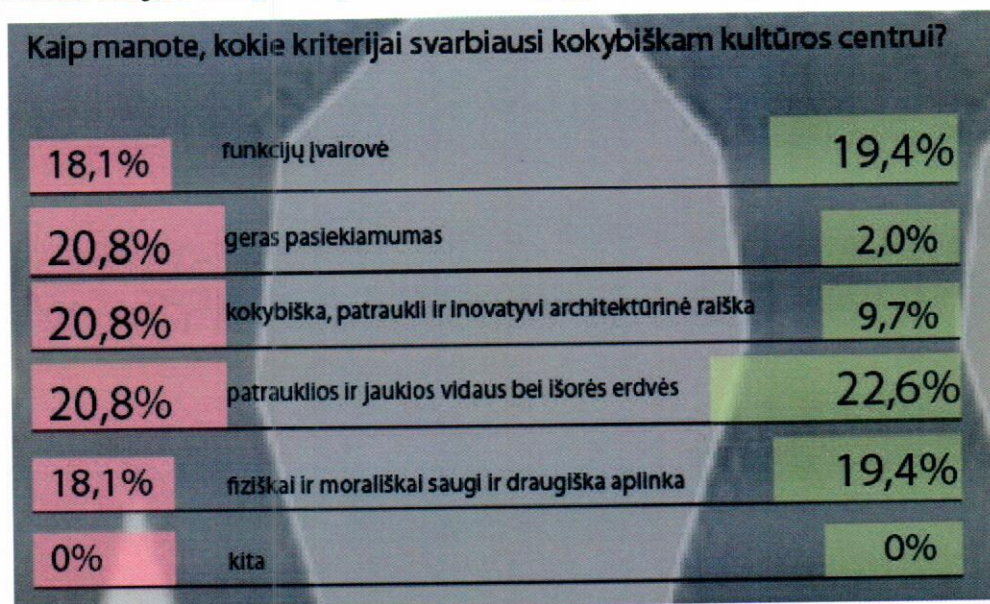 Kaip manote, kokie kriterijai svarbiausi kokybiškam kultūros centrui?
18,1% funkcijų įvairovė 19,4%
20,8% geras pasiekiamumas 2,0%
20,8% kokybiška, patraukli ir inovatyvi architektūrinė raiška 9,7%
20,8% patrauklios ir jaukios vidaus bei išorės erdvės 22,6%
18,1% fiziškai ir morališkai saugi ir draugiška aplinka 19,4%
0% kita 0%